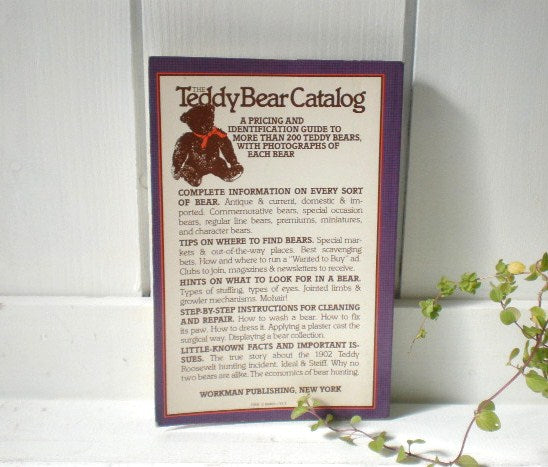 THE
Teddy Bear Catalog
A PRICING AND
IDENTIFICATION GUIDE TO
MORE THAN 200 TEDDY BEARS,
WITH PHOTOGRAPHS OF
EACH BEAR
COMPLETE INFORMATION ON EVERY SORT
OF BEAR. Antique & current, domestic & im-
ported. Commemorative bears, special occasion
bears, regular line bears, premiums, miniatures,
and character bears.
TIPS ON WHERE TO FIND BEARS. Special mar-
kets & out-of-the-way places. Best scavenging
bets. How and where to run a "Wanted to Buy" ad.
Clubs to join, magazines & newsletters to receive.
HINTS ON WHAT TO LOOK FOR IN A BEAR.
Types of stuffing, types of eyes. Jointed limbs &
growler mechanisms. Mohair!
STEP-BY-STEP INSTRUCTIONS FOR CLEANING
AND REPAIR. How to wash a bear. How to fix
its paw. How to dress it. Applying a plaster cast the
surgical way. Displaying a bear collection.
LITTLE-KNOWN FACTS AND IMPORTANT IS-
SUES. The true story about the 1902 Teddy
Roosevelt hunting incident. Ideal & Steiff. Why no
two bears are alike. The economics of bear hunting.
WORKMAN PUBLISHING, NEW YORK